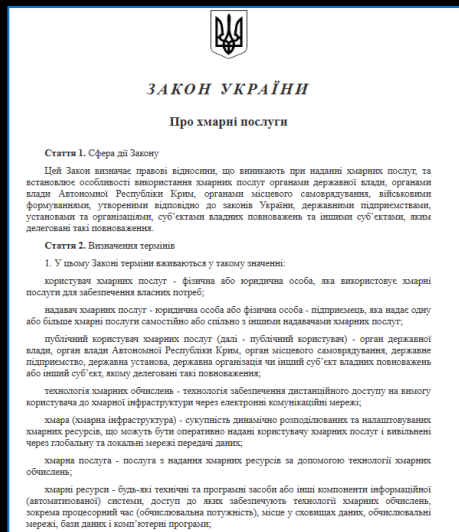 ЗАКОН УКРАЇНИ
Про хмарні послуги
Стаття 1. Сфера дії Закону
Цей Закон визначає правові відносини, що виникають при наданні хмарних послуг, та
встановлює особливості використання хмарних послуг органами державної влади, органами
влади Автономної Республіки Крим, органами місцевого самоврядування, військовими
формуваннями, утвореними відповідно до законів України, державними підприємствами,
установами та організаціями, суб’єктами владних повноважень та іншими суб’єктами, яким
делеговані такі повноваження.
Стаття 2. Визначення термінів
1. У цьому Законі терміни вживаються у такому значенні:
користувач хмарних послуг - фізична або юридична особа, яка використовує хмарні
послуги для забезпечення власних потреб;
надавач хмарних послуг - юридична особа або фізична особа - підприємець, яка надає одну
або більше хмарні послуги самостійно або спільно з іншими надавачами хмарних послуг;
публічний користувач хмарних послуг (далі - публічний користувач) - орган державної
влади, орган влади Автономної Республіки Крим, орган місцевого самоврядування, державне
підприємство, державна установа, державна організація чи інший суб’єкт владних повноважень
або інший суб’єкт, якому делеговані такі повноваження;
технологія хмарних обчислень - технологія забезпечення дистанційного доступу на вимогу
користувача до хмарної інфраструктури через електронні комунікаційні мережі;
хмара (хмарна інфраструктура) - сукупність динамічно розподілюваних та налаштовуваних
хмарних ресурсів, що можуть бути оперативно надані користувачу хмарних послуг і вивільнені
через глобальну та локальні мережі передачі даних;
хмарна послуга - послуга з надання хмарних ресурсів за допомогою технології хмарних
обчислень;
хмарні ресурси - будь-які технічні та програмні засоби або інші компоненти інформаційної
(автоматизованої) системи, доступ до яких забезпечують технології хмарних обчислень,
зокрема процесорний час (обчислювальна потужність), місце у сховищах даних, обчислювальні
мережі, бази даних і комп’ютерні програми;